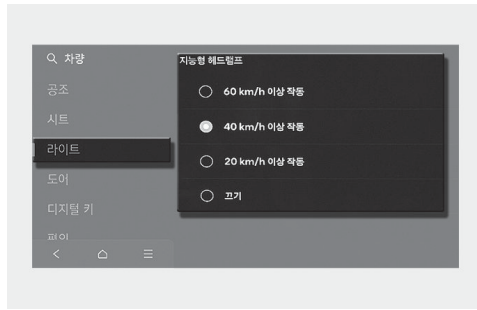 차량
공조
시트
라이트
도어
디지털 키
편의
지능형 헤드램프
60 km/h 이상 작동
40 km/h 이상 작동
20 km/h 이상 작동
끄기